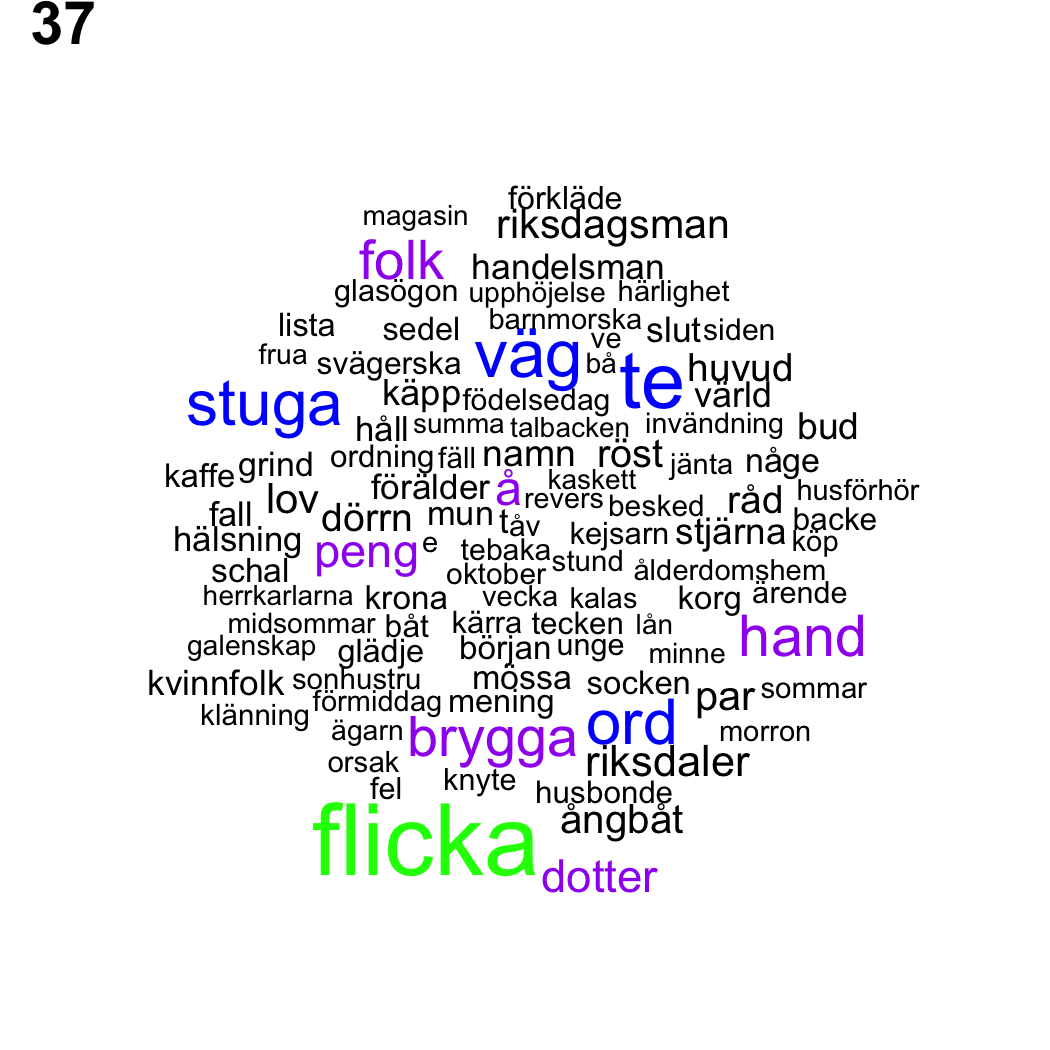 37
förkläde
magasin riksdagsman
folk handelsman
glasögon upphöjelse härlighet
lista sedel barnmorska ve slut siden
frua svägerska väg bå te huvud
stuga käpp födelsedag värld
håll summa talbacken invändning bud
kaffe grind ordning fäll namn röst jänta någe
förälder å kaskett
lov revers besked råd husförhör
fall dörrn mun tåv kejsarn stjärna backe
hälsning peng e tebaka stund köp
schal oktober ålderdomshem
herrkarlarna krona vecka kalas korg ärende
midsommar båt kärra tecken lån hand
galenskap glädje början unge minne
kvinnfolk sonhustru mössa socken par sommar
klänning förmiddag mening
ägarn brygga ord morron
orsak riksdaler
fel knyte husbonde
flicka ångbåt
dotter